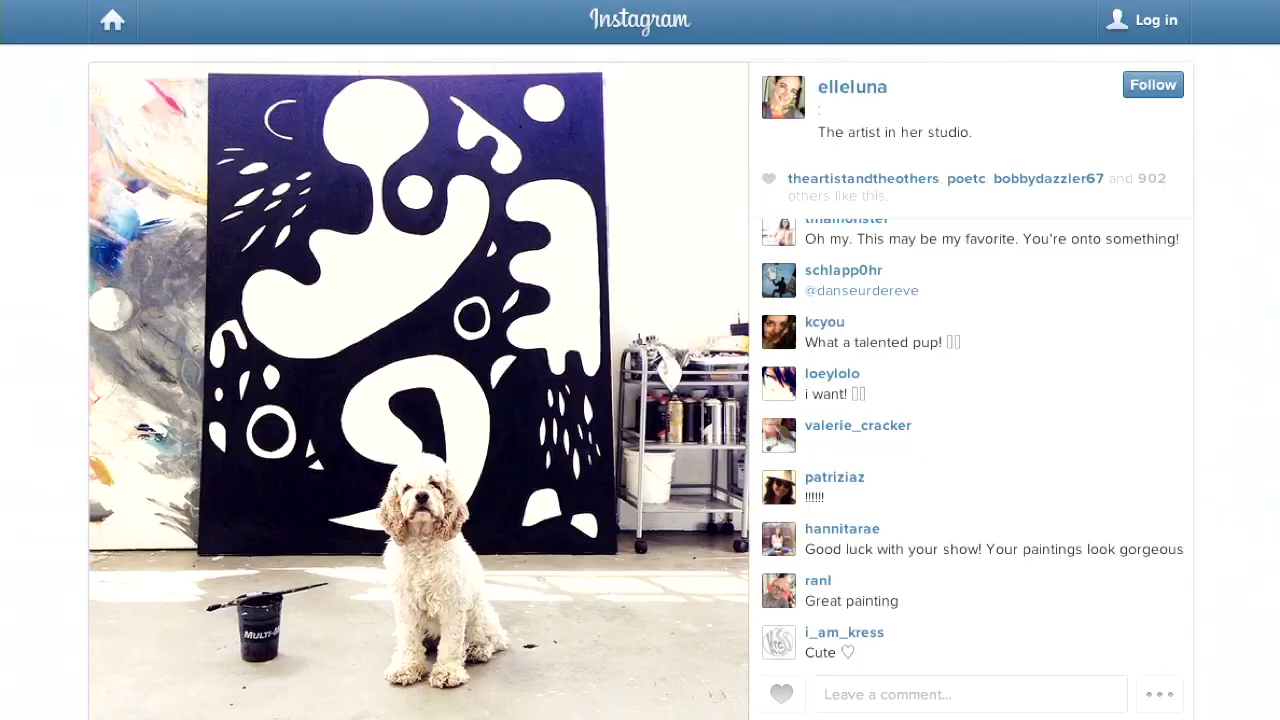 Instagram
Log in
elleluna
Follow
:
The artist in her studio.
theartistandtheothers, poetc, bobbydazzler67 and 902
others like this.
tinamonster
Oh my. This may be my favorite. You're onto something!
schlapp0hr
@danseurdereve
kcyou
What a talented pup! 
loeylolo
i want! 
valerie_cracker
patriziaz
!!!!!!
hannitarae
Good luck with your show! Your paintings look gorgeous
ranl
Great painting
i_am_kress
Cute ♡
Leave a comment...
MULTI-M